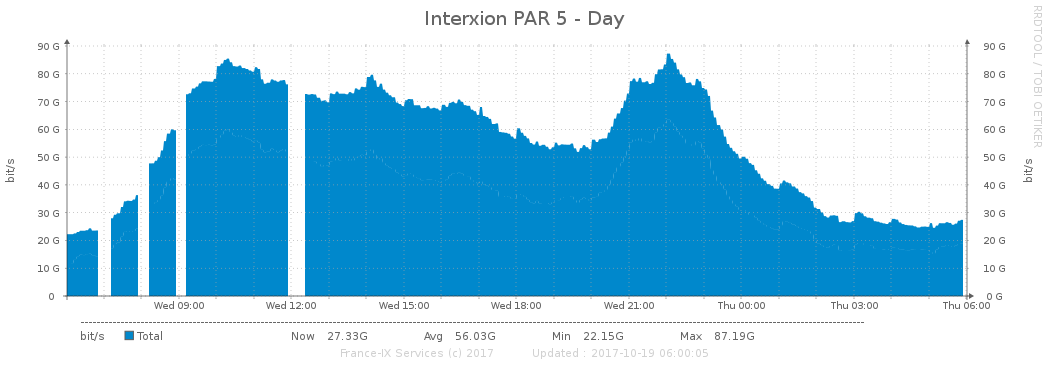 Interxion PAR 5 - Day
RRDTOOL / TOBI OETIKER
90 G 90 G
80 G 80 G
70 G 70 G
60 G 60 G
50 G 50 G
40 G 40 G
30 G 30 G
20 G 20 G
10 G 10 G
0 0 G
bit/s bit/s
Wed 09:00 Wed 12:00 Wed 15:00 Wed 18:00 Wed 21:00 Thu 00:00 Thu 03:00 Thu 06:00
bit/s Total Now 27.33G Avg 56.03G Min 22.15G Max 87.19G
France-IX Services (c) 2017 Updated : 2017-10-19 06:00:05